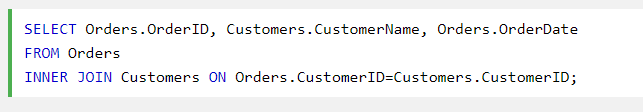 SELECT Orders.OrderID, Customers.CustomerName, Orders.OrderDate
FROM Orders
INNER JOIN Customers ON Orders.CustomerID=Customers.CustomerID;